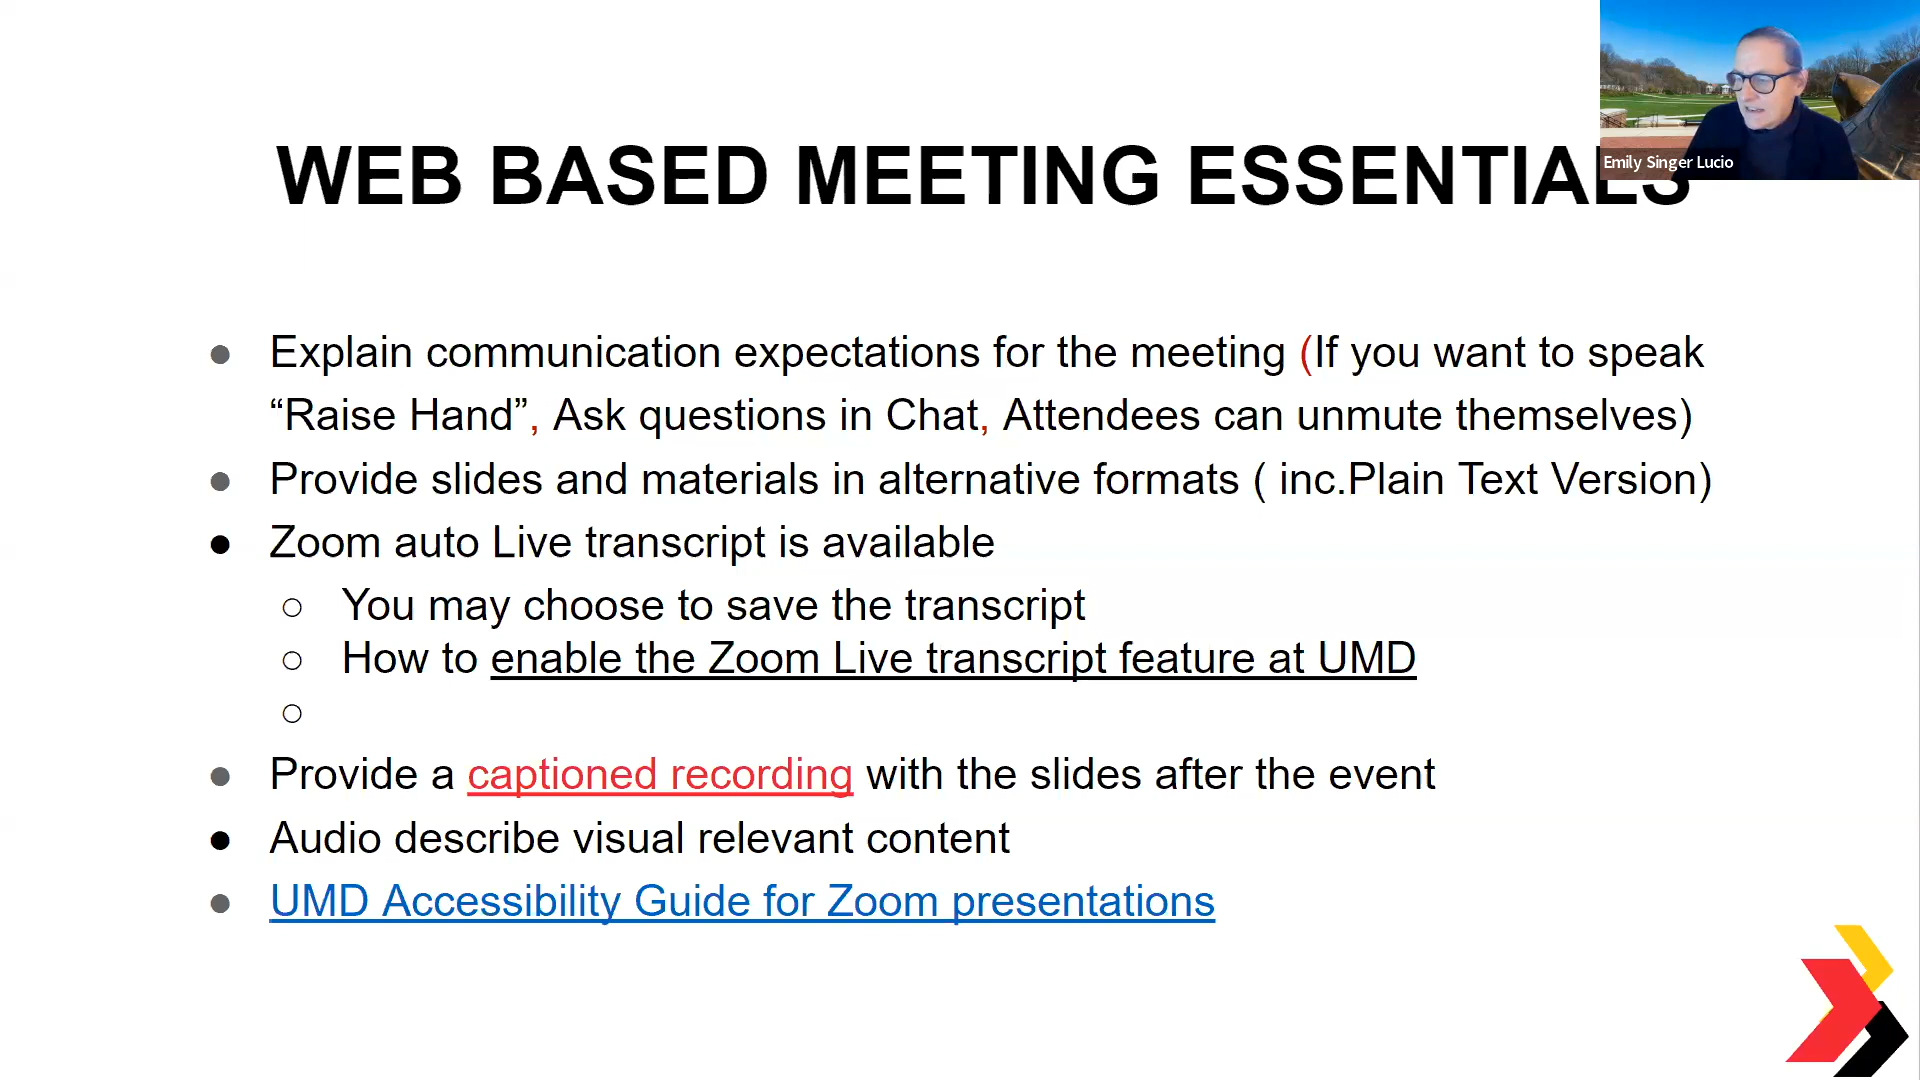 WEB BASED MEETING ESSENTIALS
Emily Singer Lucio
● Explain communication expectations for the meeting (If you want to speak
“Raise Hand”, Ask questions in Chat, Attendees can unmute themselves)
● Provide slides and materials in alternative formats ( inc.Plain Text Version)
● Zoom auto Live transcript is available
○ You may choose to save the transcript
○ How to enable the Zoom Live transcript feature at UMD
○
● Provide a captioned recording with the slides after the event
● Audio describe visual relevant content
● UMD Accessibility Guide for Zoom presentations